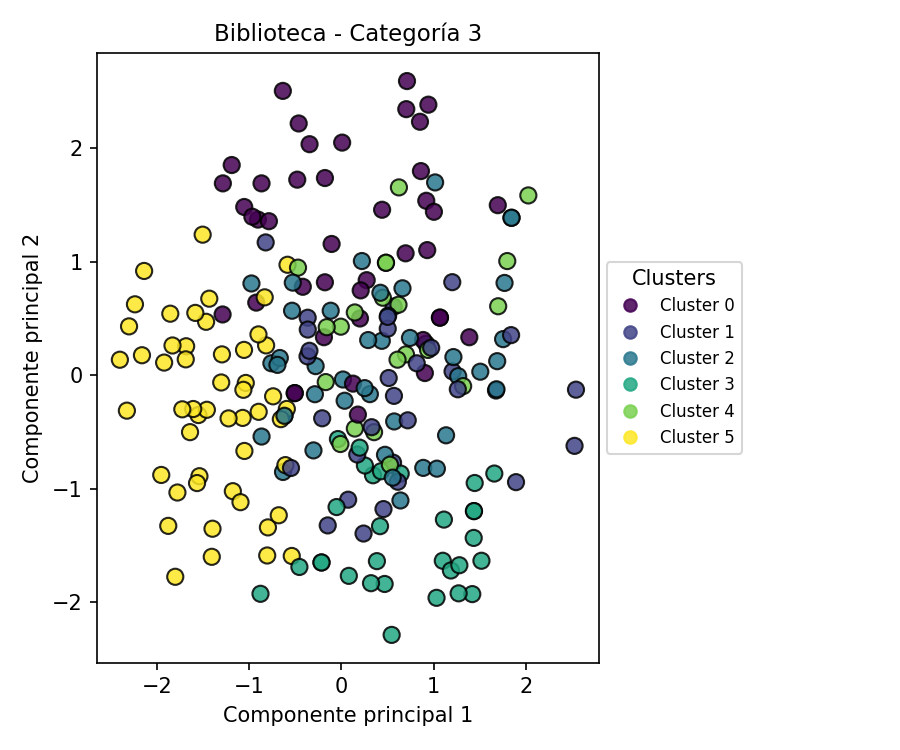 Biblioteca - Categoría 3
Componente principal 2
2
1
0
−1
−2
−2
−1
0
1
2
Componente principal 1
Clusters
Cluster 0
Cluster 1
Cluster 2
Cluster 3
Cluster 4
Cluster 5